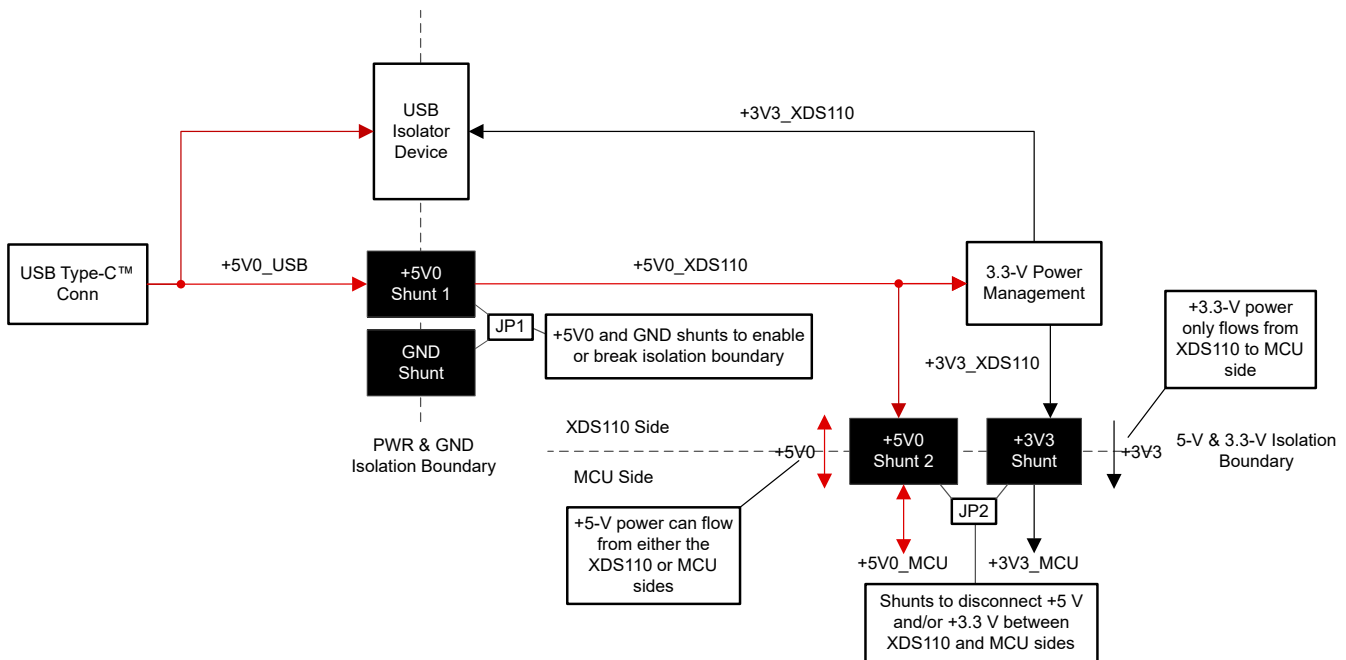 USB
Isolator
Device
+3V3_XDS110
USB Type-C™
Conn
+5V0_USB
+5V0
Shunt 1
+5V0_XDS110
3.3-V Power
Management
GND
Shunt
JP1
+5V0 and GND shunts to enable
or break isolation boundary
+3V3_XDS110
+3.3-V power
only flows from
XDS110 to MCU
side
PWR & GND
Isolation Boundary
XDS110 Side
+5V0
MCU Side
+5V0
Shunt 2
+3V3
Shunt
+3V3
5-V & 3.3-V Isolation
Boundary
JP2
+5-V power can flow
from either the
XDS110 or MCU
sides
+5V0_MCU
+3V3_MCU
Shunts to disconnect +5 V
and/or +3.3 V between
XDS110 and MCU sides